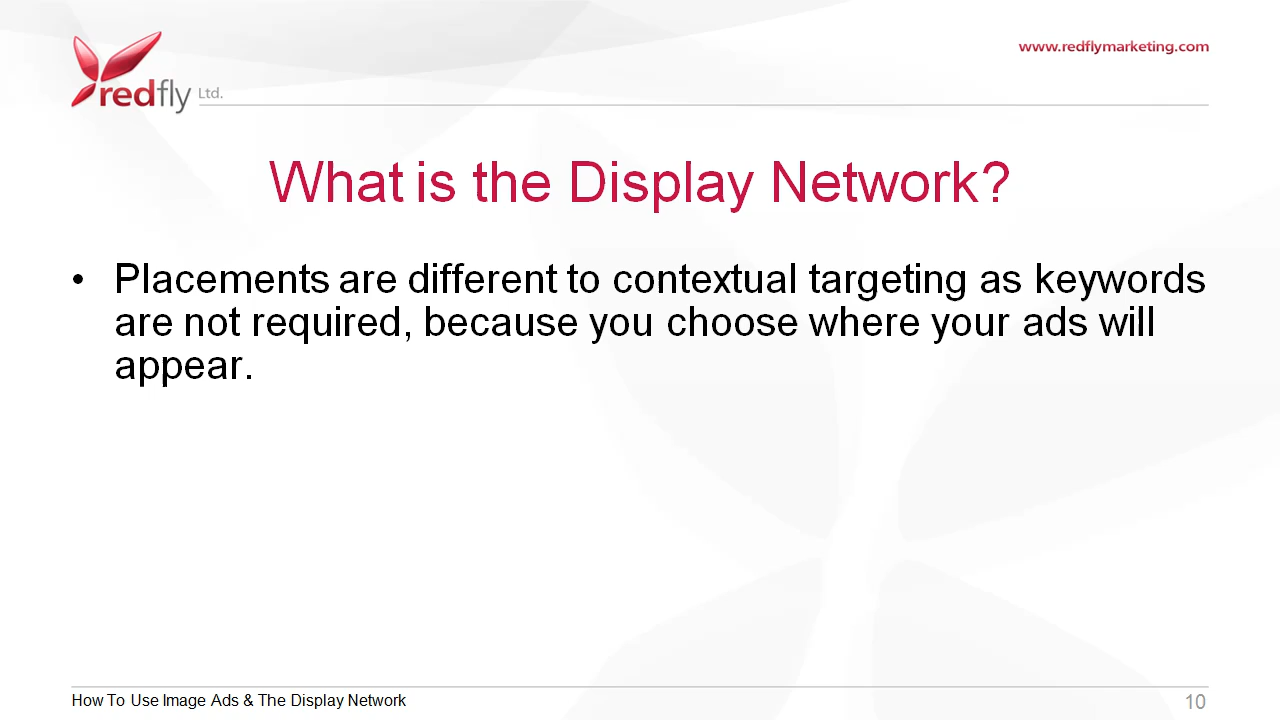 redfly Ltd.
www.redflymarketing.com
What is the Display Network?
• Placements are different to contextual targeting as keywords
are not required, because you choose where your ads will
appear.
How To Use Image Ads & The Display Network
10